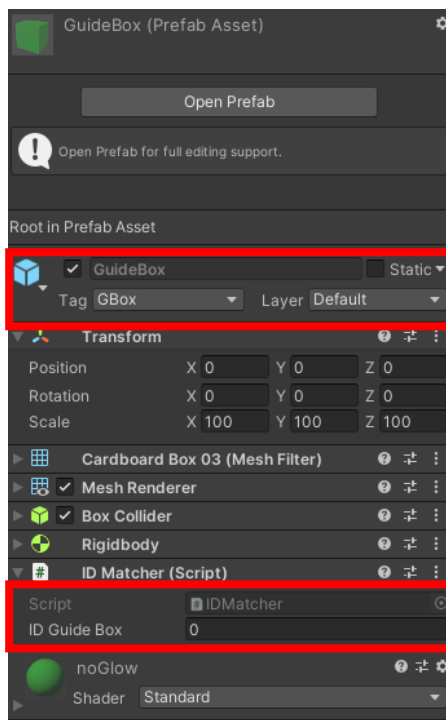 GuideBox (Prefab Asset)
Open Prefab
Open Prefab for full editing support.
Root in Prefab Asset
GuideBox Static
Tag GBox Layer Default
Transform
Position X 0 Y 0 Z 0
Rotation X 0 Y 0 Z 0
Scale X 100 Y 100 Z 100
Cardboard Box 03 (Mesh Filter)
Mesh Renderer
Box Collider
Rigidbody
# ID Matcher (Script)
Script # IDMatcher
ID Guide Box 0
noGlow
Shader Standard